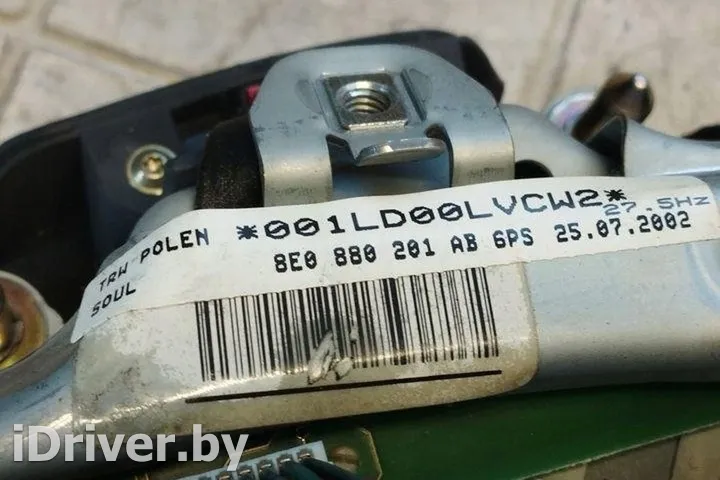 TRW POLEN *001LD00LVCW2* 27.5Hz
SOUL 8E0 880 201 AB 6PS 25.07.2002
iDriver.by